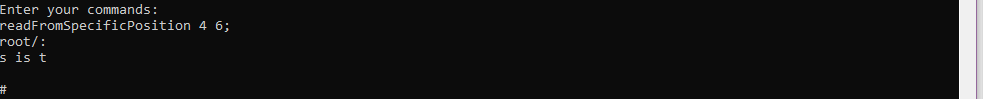 Enter your commands:
readFromSpecificPosition 4 6;
root/:
s is t
#